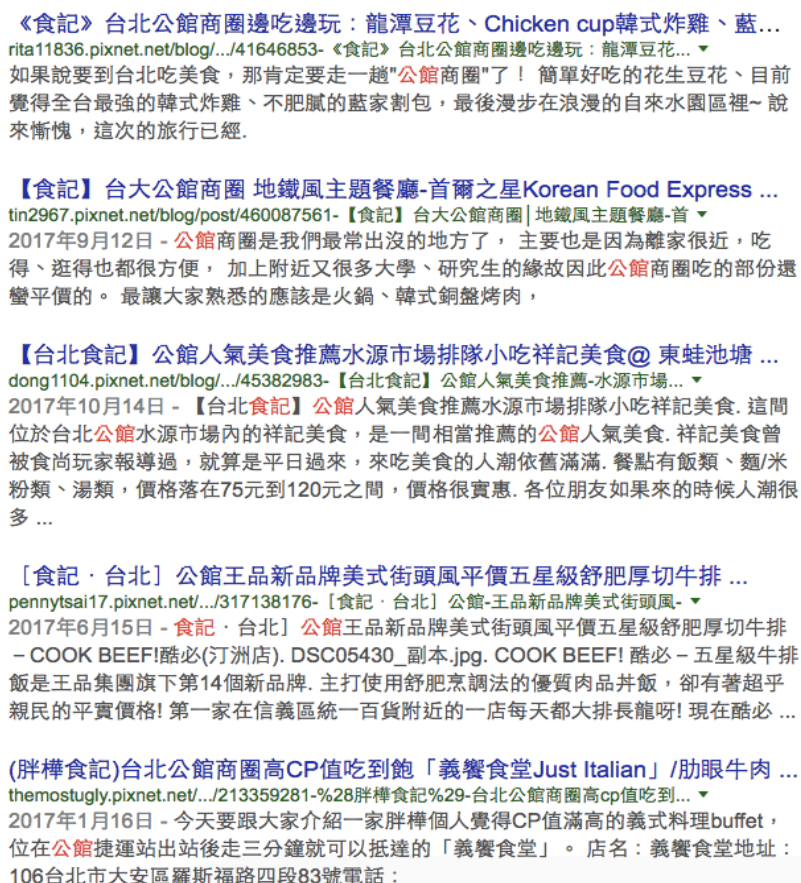 《食記》台北公館商圈邊吃邊玩：龍潭豆花、Chicken cup韓式炸雞、藍...
rita11836.pixnet.net/blog/.../41646853-《食記》台北公館商圈邊吃邊玩：龍潭豆花... ▼
如果說要到台北吃美食，那肯定要走一趟"公館商圈"了！ 簡單好吃的花生豆花、目前
覺得全台最強的韓式炸雞、不肥膩的藍家割包，最後漫步在浪漫的自來水園區裡~ 說
來慚愧，這次的旅行已經.
【食記】台大公館商圈 地鐵風主題餐廳-首爾之星Korean Food Express ...
tin2967.pixnet.net/blog/post/460087561-【食記】台大公館商圈│地鐵風主題餐廳-首 ▼
2017年9月12日 - 公館商圈是我們最常出沒的地方了， 主要也是因為離家很近，吃
得、逛得也都很方便， 加上附近又很多大學、研究生的緣故因此公館商圈吃的部份還
蠻平價的。 最讓大家熟悉的應該是火鍋、韓式銅盤烤肉，
【台北食記】公館人氣美食推薦水源市場排隊小吃祥記美食@ 東蛙池塘 ...
dong1104.pixnet.net/blog/.../45382983-【台北食記】公館人氣美食推薦-水源市場... ▼
2017年10月14日 - 【台北食記】公館人氣美食推薦水源市場排隊小吃祥記美食. 這間
位於台北公館水源市場內的祥記美食，是一間相當推薦的公館人氣美食. 祥記美食曾
被食尚玩家報導過，就算是平日過來，來吃美食的人潮依舊滿滿. 餐點有飯類、麵/米
粉類、湯類，價格落在75元到120元之間，價格很實惠. 各位朋友如果來的時候人潮很
多 ...
［食記‧台北］公館王品新品牌美式街頭風平價五星級舒肥厚切牛排 ...
pennytsai17.pixnet.net/.../317138176-［食記‧台北］公館-王品新品牌美式街頭風- ▼
2017年6月15日 - 食記‧台北］公館王品新品牌美式街頭風平價五星級舒肥厚切牛排
– COOK BEEF!酷必(汀洲店). DSC05430_副本.jpg. COOK BEEF! 酷必 – 五星級牛排
飯是王品集團旗下第14個新品牌. 主打使用舒肥烹調法的優質肉品丼飯，卻有著超乎
親民的平實價格! 第一家在信義區統一百貨附近的一店每天都大排長龍呀! 現在酷必 ...
(胖樺食記)台北公館商圈高CP值吃到飽「義饗食堂Just Italian」/肋眼牛肉 ...
themostugly.pixnet.net/.../213359281-%28胖樺食記%29-台北公館商圈高cp值吃到... ▼
2017年1月16日 - 今天要跟大家介紹一家胖樺個人覺得CP值滿高的義式料理buffet，
位在公館捷運站出站後走三分鐘就可以抵達的「義饗食堂」。 店名：義饗食堂地址：
106台北市大安區羅斯福路四段83號電話：